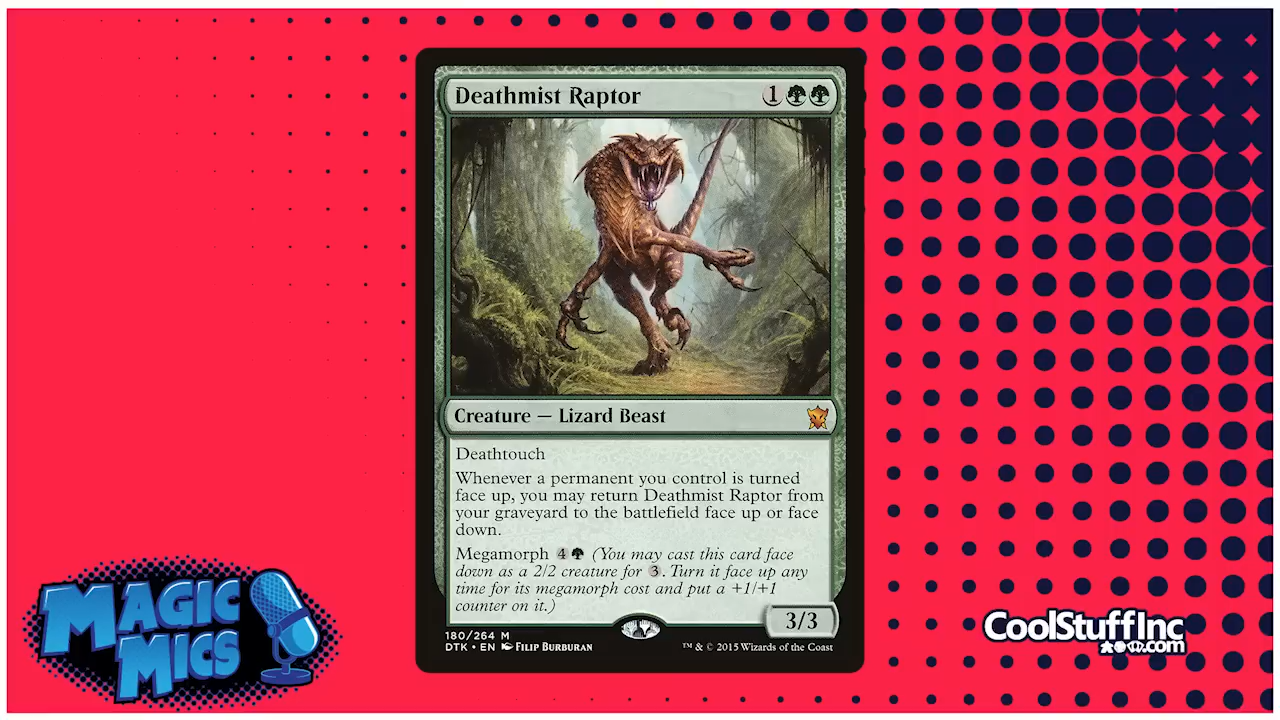 Deathmist Raptor 1
Creature — Lizard Beast
Deathtouch
Whenever a permanent you control is turned
face up, you may return Deathmist Raptor from
your graveyard to the battlefield face up or face
down.
Megamorph 4 (You may cast this card face
down as a 2/2 creature for 3. Turn it face up any
time for its megamorph cost and put a +1/+1
counter on it.)
3/3
180/264 M
DTK • EN Filip Burburan
™ & © 2015 Wizards of the Coast
MAGIC
MICS
CoolStuffInc
.com